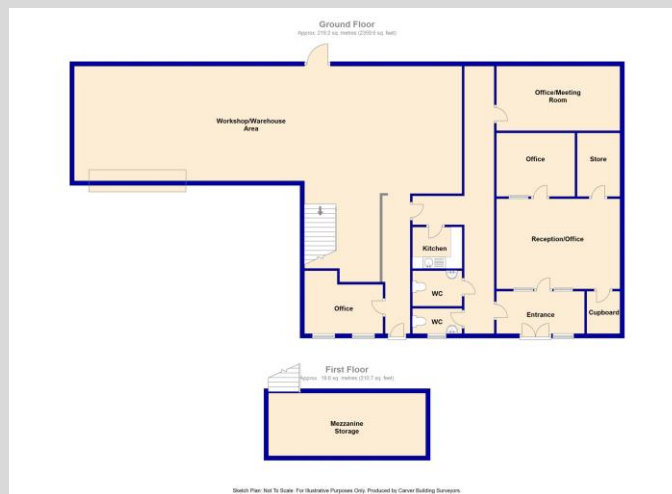 Ground Floor
Approx. 219.2 sq. metres (2359.6 sq. feet)
Office/Meeting
Room
Workshop/Warehouse
Area
Office
Store
Reception/Office
Kitchen
WC
Office
WC
Entrance
Cupboard
First Floor
Approx. 19.6 sq. metres (210.7 sq. feet)
Mezzanine
Storage
Sketch Plan: Not To Scale. For Illustrative Purposes Only. Produced by Carver Building Surveyors.